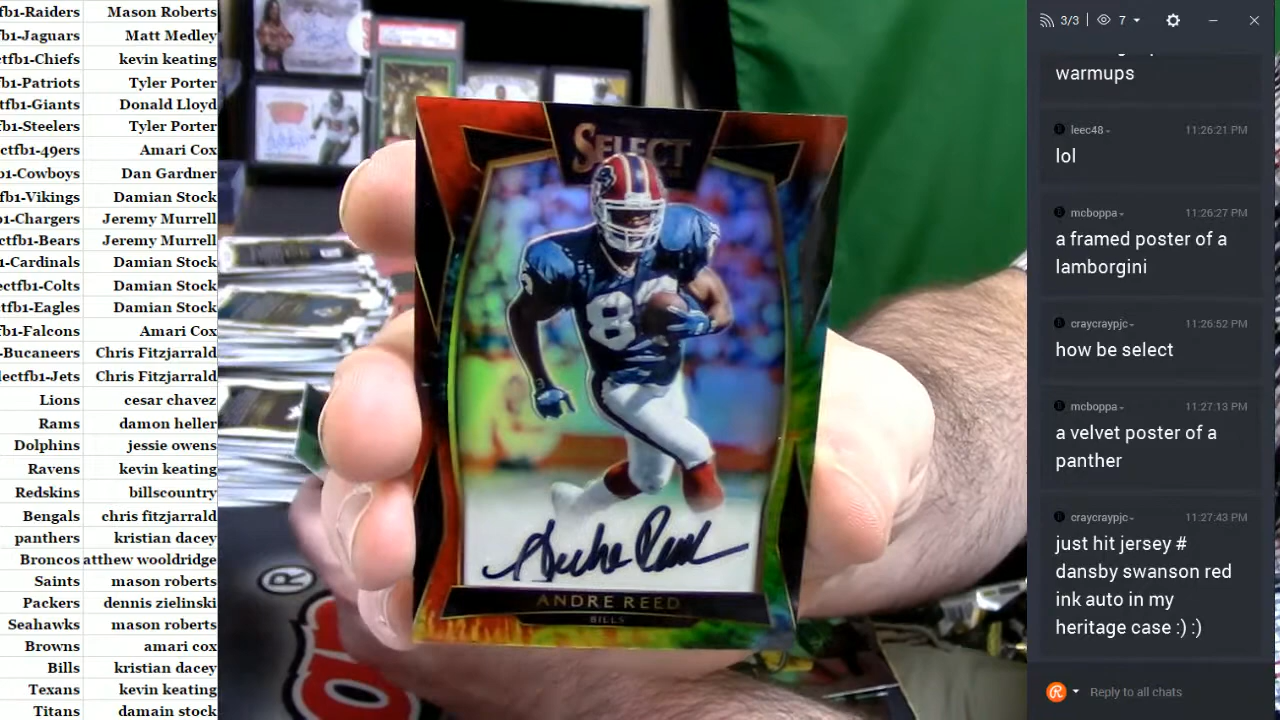 fb1-Raiders Mason Roberts
fb1-Jaguars Matt Medley
ctfb1-Chiefs kevin keating
fb1-Patriots Tyler Porter
ctfb1-Giants Donald Lloyd
fb1-Steelers Tyler Porter
ctfb1-49ers Amari Cox
fb1-Cowboys Dan Gardner
fb1-Vikings Damian Stock
1-Chargers Jeremy Murrell
ctfb1-Bears Jeremy Murrell
1-Cardinals Damian Stock
ectfb1-Colts Damian Stock
ctfb1-Eagles Damian Stock
fb1-Falcons Amari Cox
-Bucaneers Chris Fitzjarrald
lectfb1-Jets Chris Fitzjarrald
Lions cesar chavez
Rams damon heller
Dolphins jessie owens
Ravens kevin keating
Redskins billscountry
Bengals chris fitzjarrald
panthers kristian dacey
Broncos atthew wooldridge
Saints mason roberts
Packers dennis zielinski
Seahawks mason roberts
Browns amari cox
Bills kristian dacey
Texans kevin keating
Titans damain stock
SELECT
83
Andre Reed
ANDRE REED
BILLS
®
3/3 7
warmups
leec48 11:26:21 PM
lol
mcboppa 11:26:27 PM
a framed poster of a
lamborgini
craycraypjc 11:26:52 PM
how be select
mcboppa 11:27:13 PM
a velvet poster of a
panther
craycraypjc 11:27:43 PM
just hit jersey #
dansby swanson red
ink auto in my
heritage case :) :)
Reply to all chats